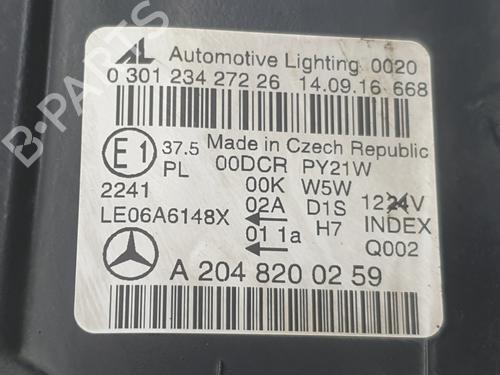 AL Automotive Lighting 0020
0 301 234 272 26 14.09.16 668
E1 37.5 Made in Czech Republic
PL 00DCR PY21W
2241 00K W5W
LE06A6148X 02A D1S 1224V
H7 INDEX
01 1a Q002
A 204 820 02 59